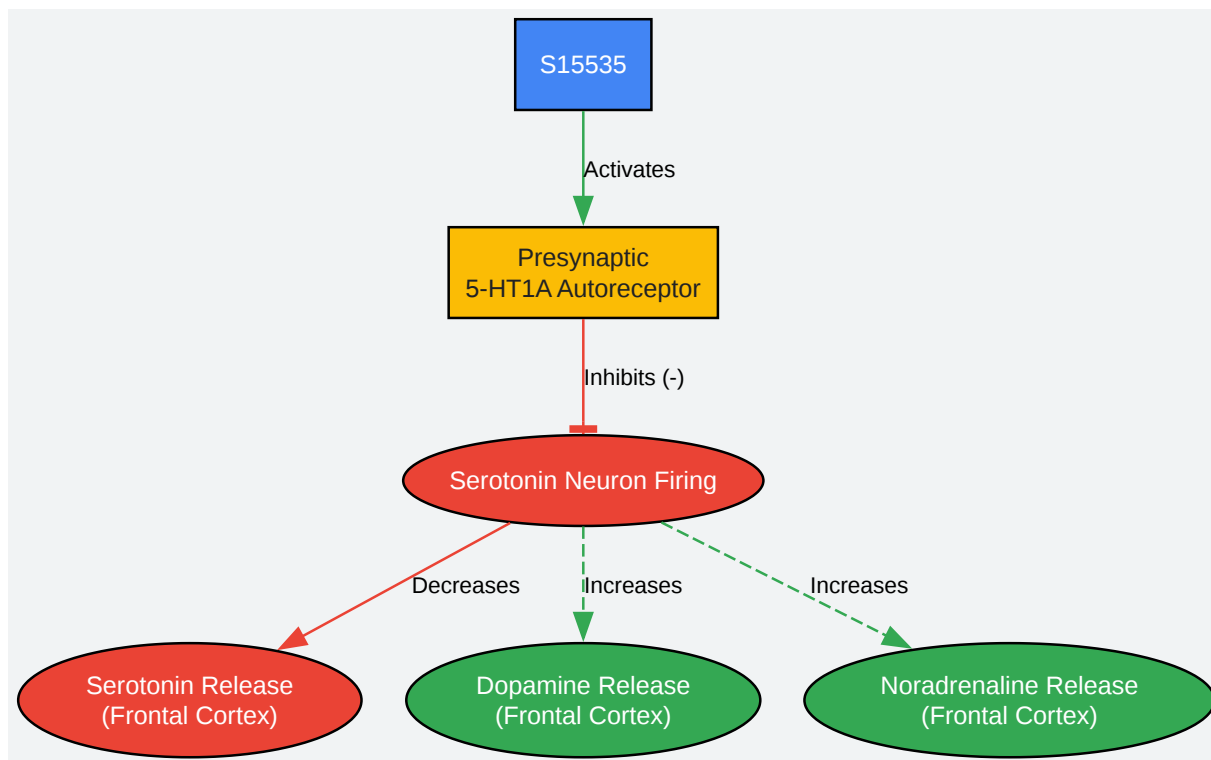 S15535
Activates
Presynaptic
5-HT1A Autoreceptor
Inhibits (-)
Serotonin Neuron Firing
Decreases
Increases
Increases
Serotonin Release
(Frontal Cortex)
Dopamine Release
(Frontal Cortex)
Noradrenaline Release
(Frontal Cortex)